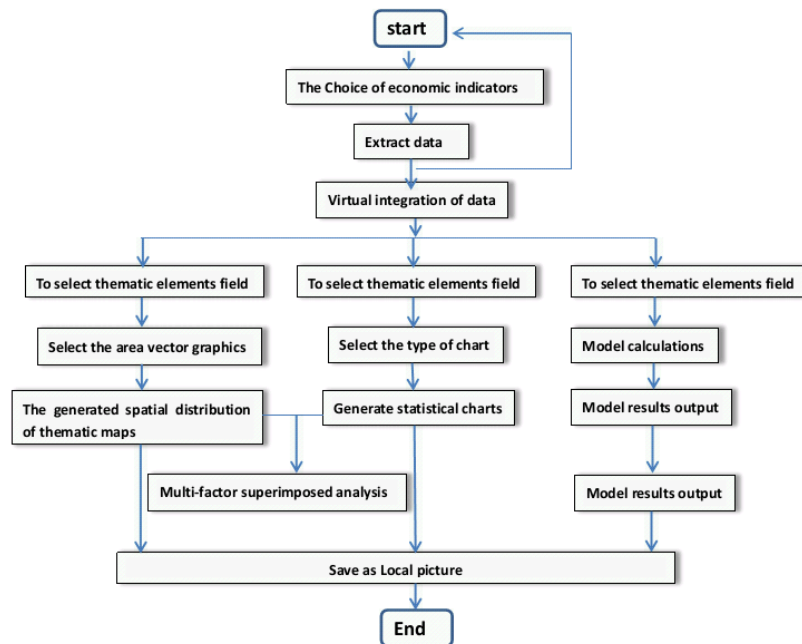 start
The Choice of economic indicators
Extract data
Virtual integration of data
To select thematic elements field
To select thematic elements field
To select thematic elements field
Select the area vector graphics
Select the type of chart
Model calculations
The generated spatial distribution
of thematic maps
Generate statistical charts
Model results output
Multi-factor superimposed analysis
Model results output
Save as Local picture
End